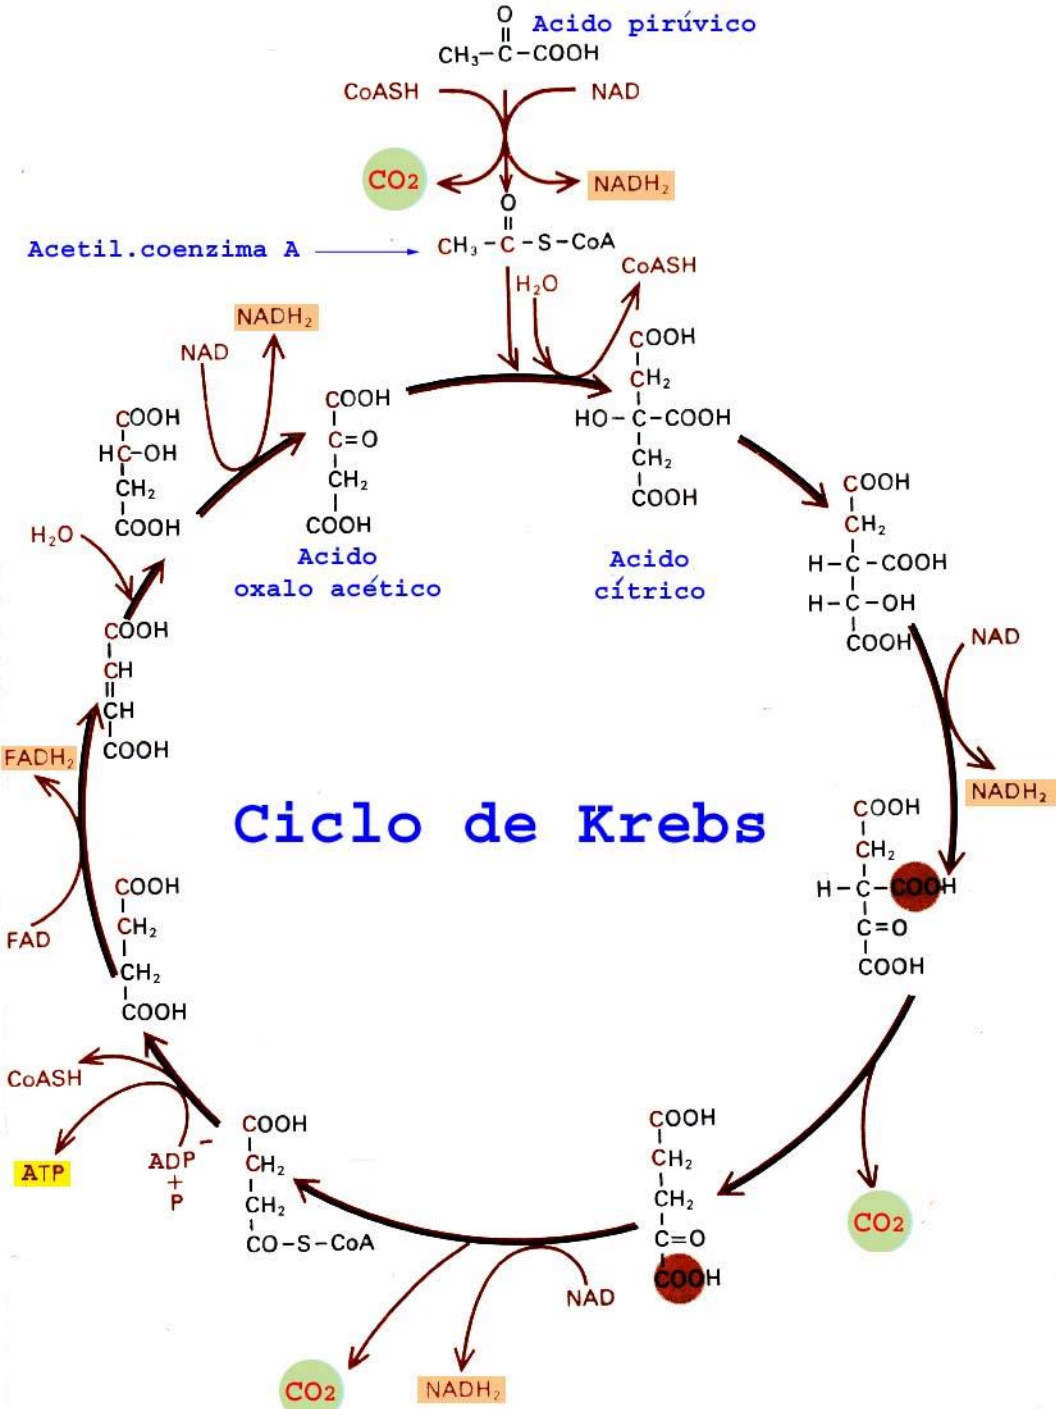 O
Acido pirúvico
CH₃–C–COOH
CoASH
NAD
CO2
NADH₂
O
Acetil.coenzima A
CH₃–C–S–CoA
H₂O
CoASH
NADH₂
NAD
COOH
CH₂
HO–C–COOH
CH₂
COOH
Acido
cítrico
COOH
C=O
CH₂
COOH
Acido
oxalo acético
COOH
HC–OH
CH₂
COOH
H₂O
COOH
CH₂
H–C–COOH
H–C–OH
COOH
NAD
NADH₂
COOH
CH
CH
COOH
FADH₂
FAD
Ciclo de Krebs
COOH
CH₂
H–C–COOH
C=O
COOH
COOH
CH₂
CH₂
COOH
CoASH
ATP
ADP
+
P
COOH
CH₂
CH₂
CO–S–CoA
COOH
CH₂
CH₂
C=O
COOH
CO2
NAD
CO2
NADH₂